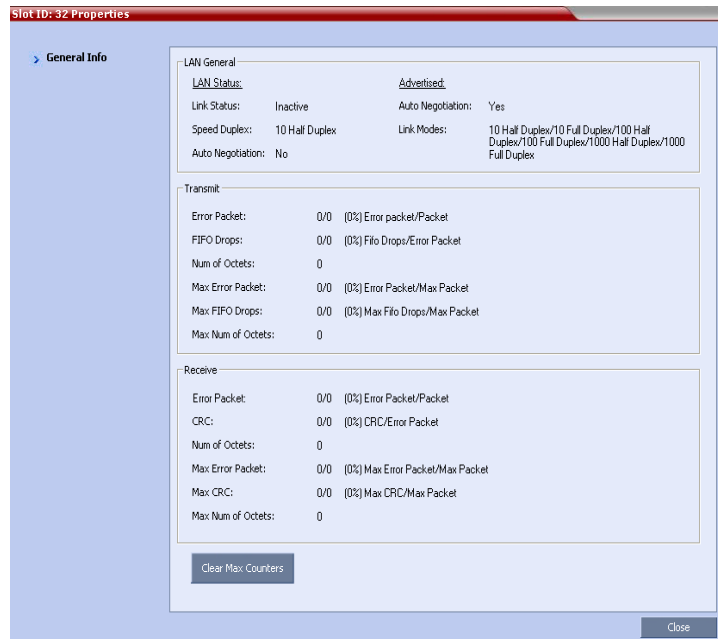 Slot ID: 32 Properties
General Info
LAN General
LAN Status: Advertised:
Link Status: Inactive Auto Negotiation: Yes
Speed Duplex: 10 Half Duplex Link Modes: 10 Half Duplex/10 Full Duplex/100 Half
Duplex/100 Full Duplex/1000 Half Duplex/1000
Auto Negotiation: No Full Duplex
Transmit
Error Packet: 0/0 (0%) Error packet/Packet
FIFO Drops: 0/0 (0%) Fifo Drops/Error Packet
Num of Octets: 0
Max Error Packet: 0/0 (0%) Error Packet/Max Packet
Max FIFO Drops: 0/0 (0%) Max Fifo Drops/Max Packet
Max Num of Octets: 0
Receive
Error Packet: 0/0 (0%) Error Packet/Packet
CRC: 0/0 (0%) CRC/Error Packet
Num of Octets: 0
Max Error Packet: 0/0 (0%) Max Error Packet/Max Packet
Max CRC: 0/0 (0%) Max CRC/Max Packet
Max Num of Octets: 0
Clear Max Counters
Close